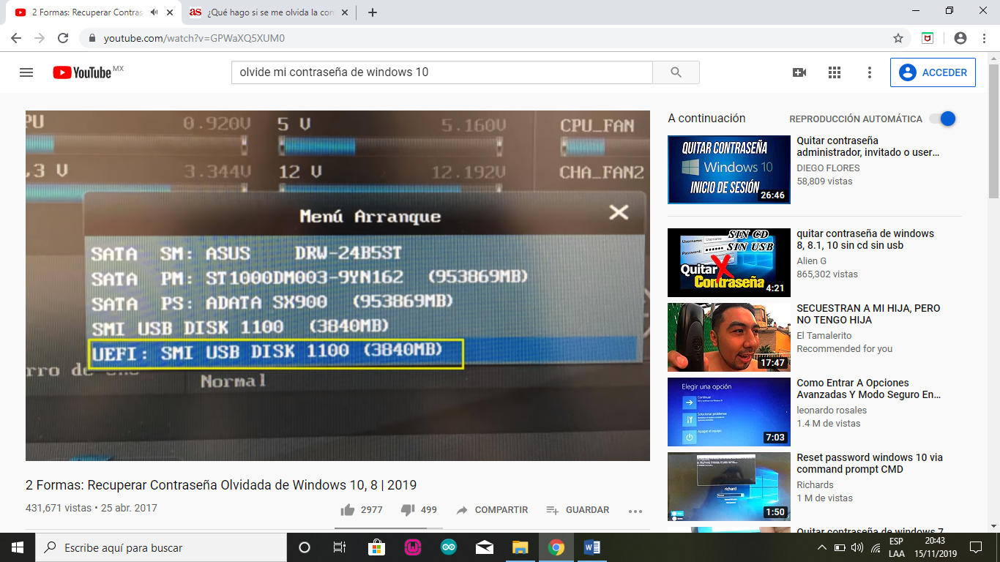 2 Formas: Recuperar Contras
as ¿Qué hago si se me olvida la con
youtube.com/watch?v=GPWaXQ5XUM0
YouTube MX
olvide mi contraseña de windows 10
ACCEDER
0.920V
5 V 5.160V
CPU_FAN
3.344V
12 V 12.192V
CHA_FAN2
Menú Arranque
SATA SM: ASUS DRW-24B5ST
SATA PM: ST1000DM003-9YN162 (953869MB)
SATA PS: ADATA SX900 (953869MB)
SMI USB DISK 1100 (3840MB)
UEFI: SMI USB DISK 1100 (3840MB)
Normal
2 Formas: Recuperar Contraseña Olvidada de Windows 10, 8 | 2019
431,671 vistas • 25 abr. 2017
2977
499
COMPARTIR
GUARDAR
A continuación
REPRODUCCIÓN AUTOMÁTICA
QUITAR CONTRASEÑA
Windows 10
INICIO DE SESIÓN
26:46
Quitar contraseña
administrador, invitado o user...
DIEGO FLORES
58,809 vistas
Username:
Username
Password:
SIN CD
SIN USB
Quitar
Contraseña
4:21
quitar contraseña de windows
8, 8.1, 10 sin cd sin usb
Alien G
865,302 vistas
17:47
SECUESTRAN A MI HIJA, PERO
NO TENGO HIJA
El Tamalerito
Recommended for you
Elegir una opción
Continuar
Solucionar problemas
Apagar el equipo
7:03
Como Entrar A Opciones
Avanzadas Y Modo Seguro En...
leonardo rosales
1.4 M de vistas
richard
1:50
Reset password windows 10 via
command prompt CMD
Richards
1 M de vistas
Quitar contraseña de windows 7
Escribe aquí para buscar
ESP
LAA
20:43
15/11/2019